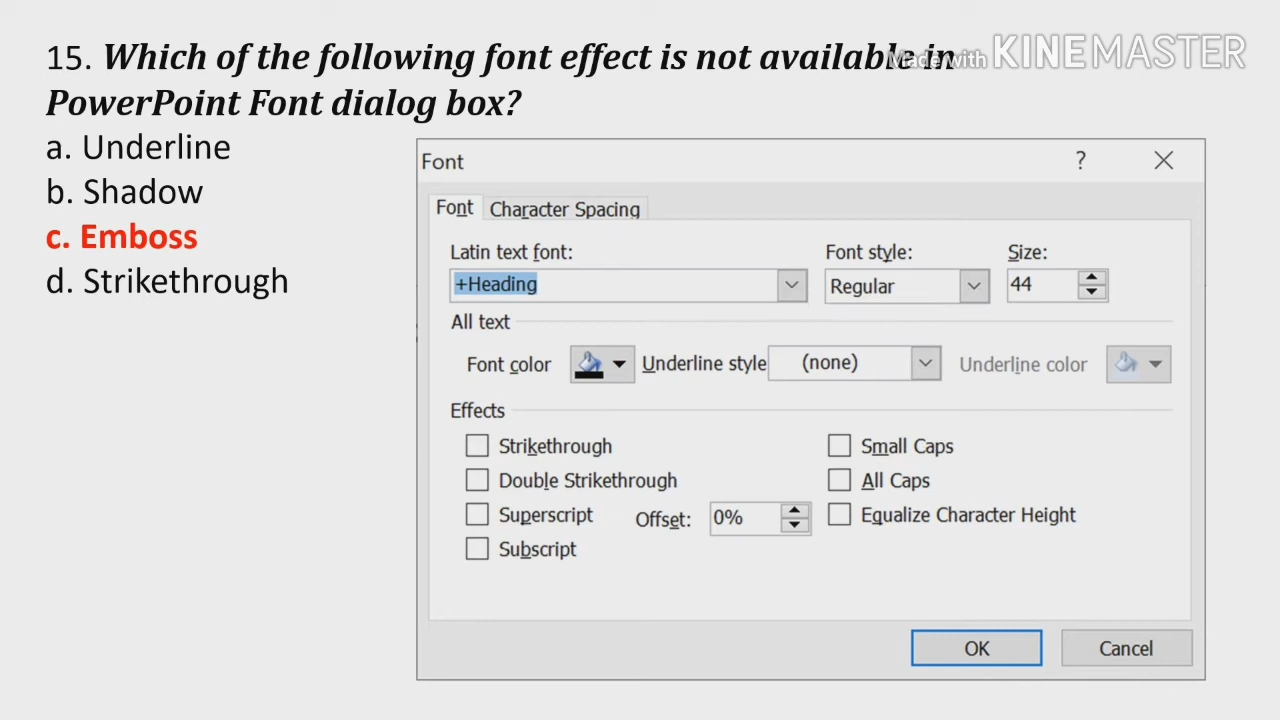 15. Which of the following font effect is not available in
Made with KINEMASTER
PowerPoint Font dialog box?
a. Underline
b. Shadow
c. Emboss
d. Strikethrough
Font
?
Font
Character Spacing
Latin text font:
Font style:
Size:
+Heading
Regular
44
All text
Font color
Underline style
(none)
Underline color
Effects
Strikethrough
Small Caps
Double Strikethrough
All Caps
Superscript
Offset:
0%
Equalize Character Height
Subscript
OK
Cancel